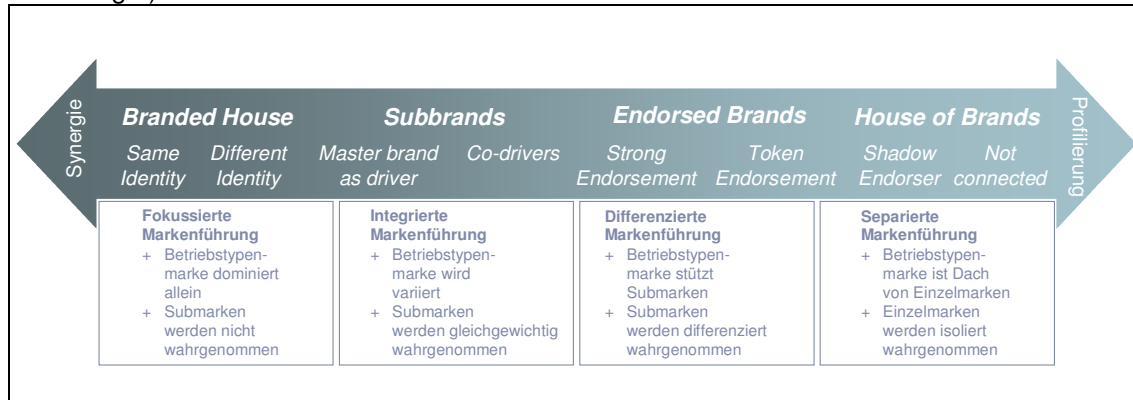 Synergie
Branded House
Same
Identity
Different
Identity
Subbrands
Master brand
as driver
Co-drivers
Endorsed Brands
Strong
Endorsement
Token
Endorsement
House of Brands
Shadow
Endorser
Not
connected
Profilierung
Fokussierte
Markenführung
+ Betriebstypen-
marke dominiert
allein
+ Submarken
werden nicht
wahrgenommen
Integrierte
Markenführung
+ Betriebstypen-
marke wird
variiert
+ Submarken
werden gleichgewichtig
wahrgenommen
Differenzierte
Markenführung
+ Betriebstypen-
marke stützt
Submarken
+ Submarken
werden differenziert
wahrgenommen
Separierte
Markenführung
+ Betriebstypen-
marke ist Dach
von Einzelmarken
+ Einzelmarken
werden isoliert
wahrgenommen